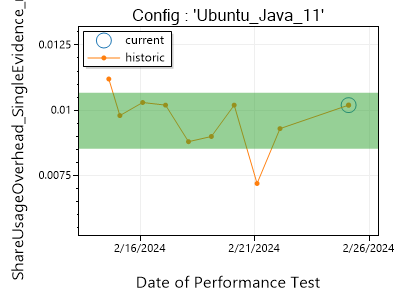 Config : 'Ubuntu_Java_11'
ShareUsageOverhead_SingleEvidence_
current
historic
0.0125
0.01
0.0075
2/16/2024
2/21/2024
2/26/2024
Date of Performance Test